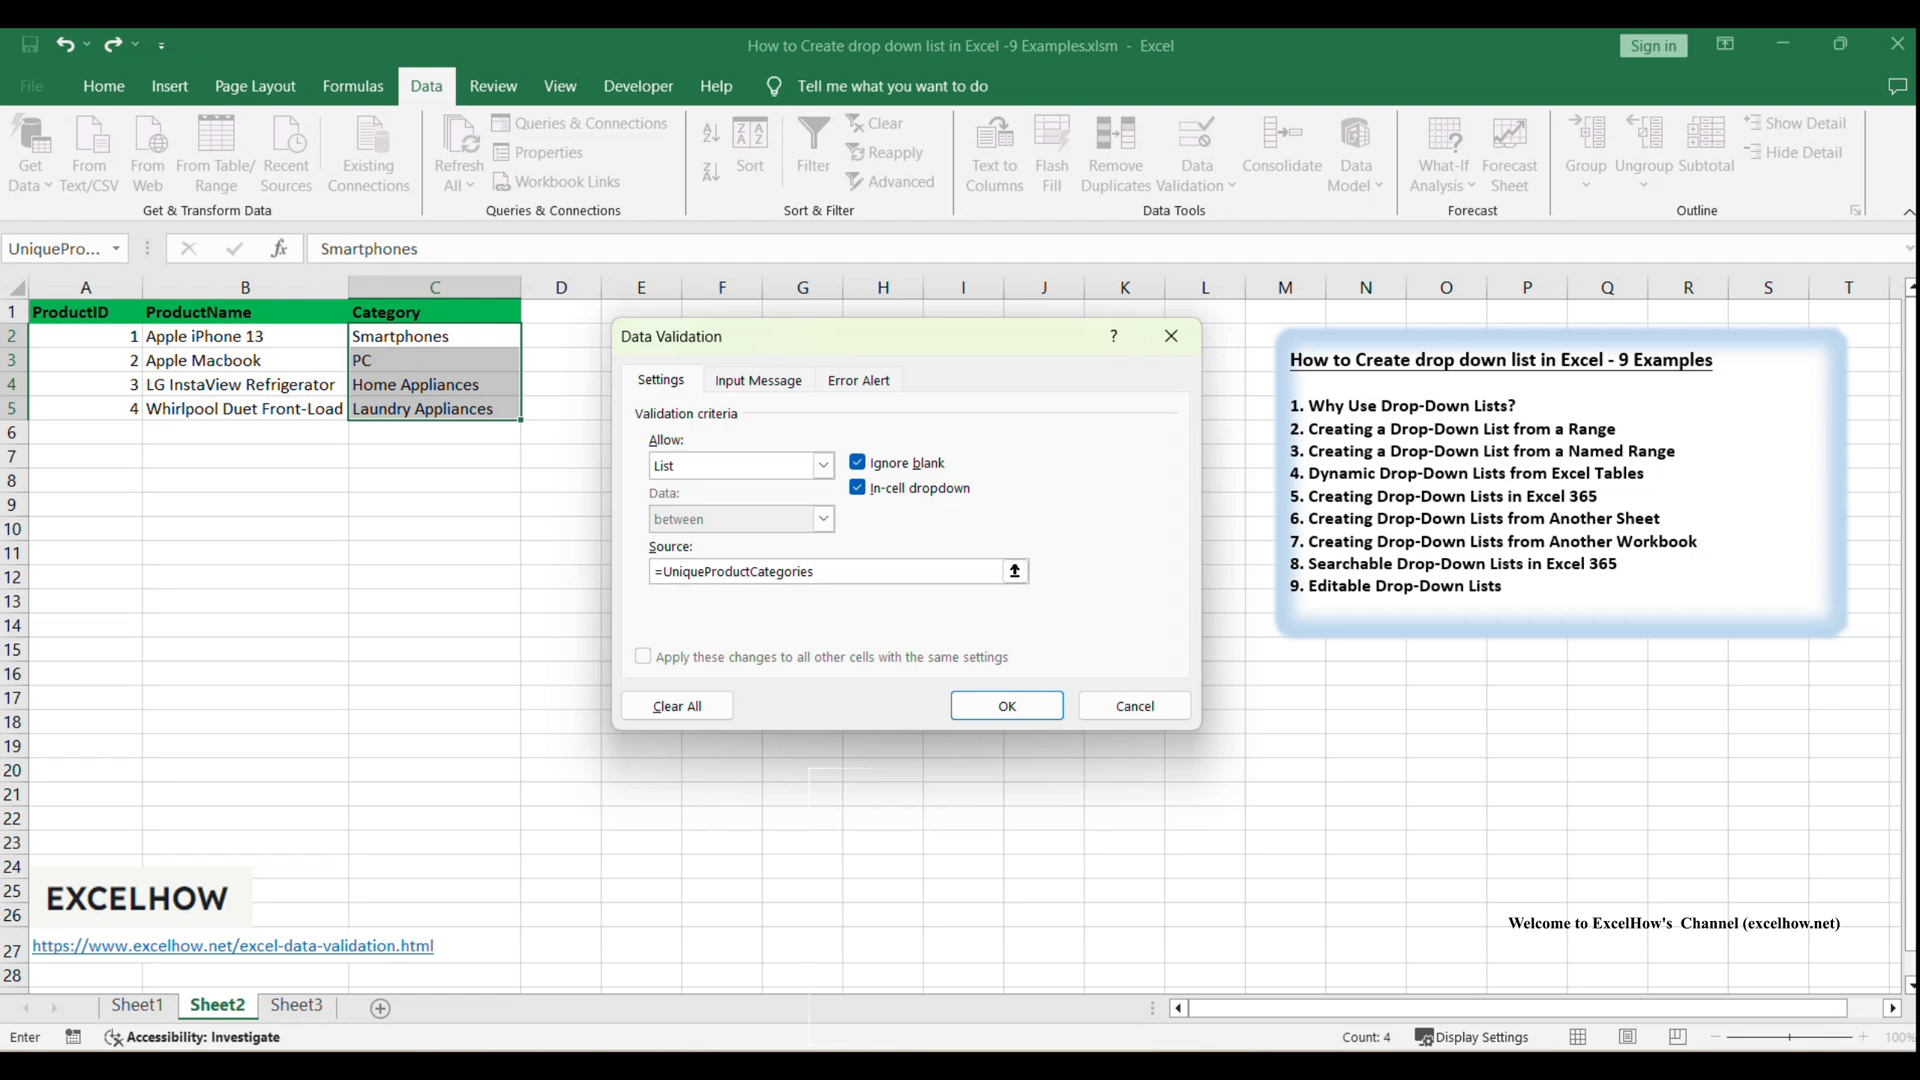 How to Create drop down list in Excel -9 Examples.xlsm - Excel
Sign in
File Home Insert Page Layout Formulas Data Review View Developer Help Tell me what you want to do
Get Data
From Text/CSV
From Web
From Table/ Range
Recent Sources
Existing Connections
Get & Transform Data
Refresh All
Queries & Connections
Properties
Workbook Links
Queries & Connections
Sort
Filter
Clear
Reapply
Advanced
Sort & Filter
Text to Columns
Flash Fill
Remove Duplicates
Data Validation
Consolidate
Data Model
Data Tools
What-If Analysis
Forecast Sheet
Forecast
Group
Ungroup
Subtotal
Show Detail
Hide Detail
Outline
UniquePro... fx Smartphones
A B C D E F G H I J K L M N O P Q R S T
1 ProductID ProductName Category
2 1 Apple iPhone 13 Smartphones
3 2 Apple Macbook PC
4 3 LG InstaView Refrigerator Home Appliances
5 4 Whirlpool Duet Front-Load Laundry Appliances
6
7
8
9
10
11
12
13
14
15
16
17
18
19
20
21
22
23
24
25
26
27
28
Data Validation ?
Settings Input Message Error Alert
Validation criteria
Allow:
List
Ignore blank
In-cell dropdown
Data:
between
Source:
=UniqueProductCategories
Apply these changes to all other cells with the same settings
Clear All OK Cancel
How to Create drop down list in Excel - 9 Examples
1. Why Use Drop-Down Lists?
2. Creating a Drop-Down List from a Range
3. Creating a Drop-Down List from a Named Range
4. Dynamic Drop-Down Lists from Excel Tables
5. Creating Drop-Down Lists in Excel 365
6. Creating Drop-Down Lists from Another Sheet
7. Creating Drop-Down Lists from Another Workbook
8. Searchable Drop-Down Lists in Excel 365
9. Editable Drop-Down Lists
EXCELHOW
Welcome to ExcelHow's Channel (excelhow.net)
https://www.excelhow.net/excel-data-validation.html
Sheet1 Sheet2 Sheet3
Enter Accessibility: Investigate Count: 4 Display Settings 100%